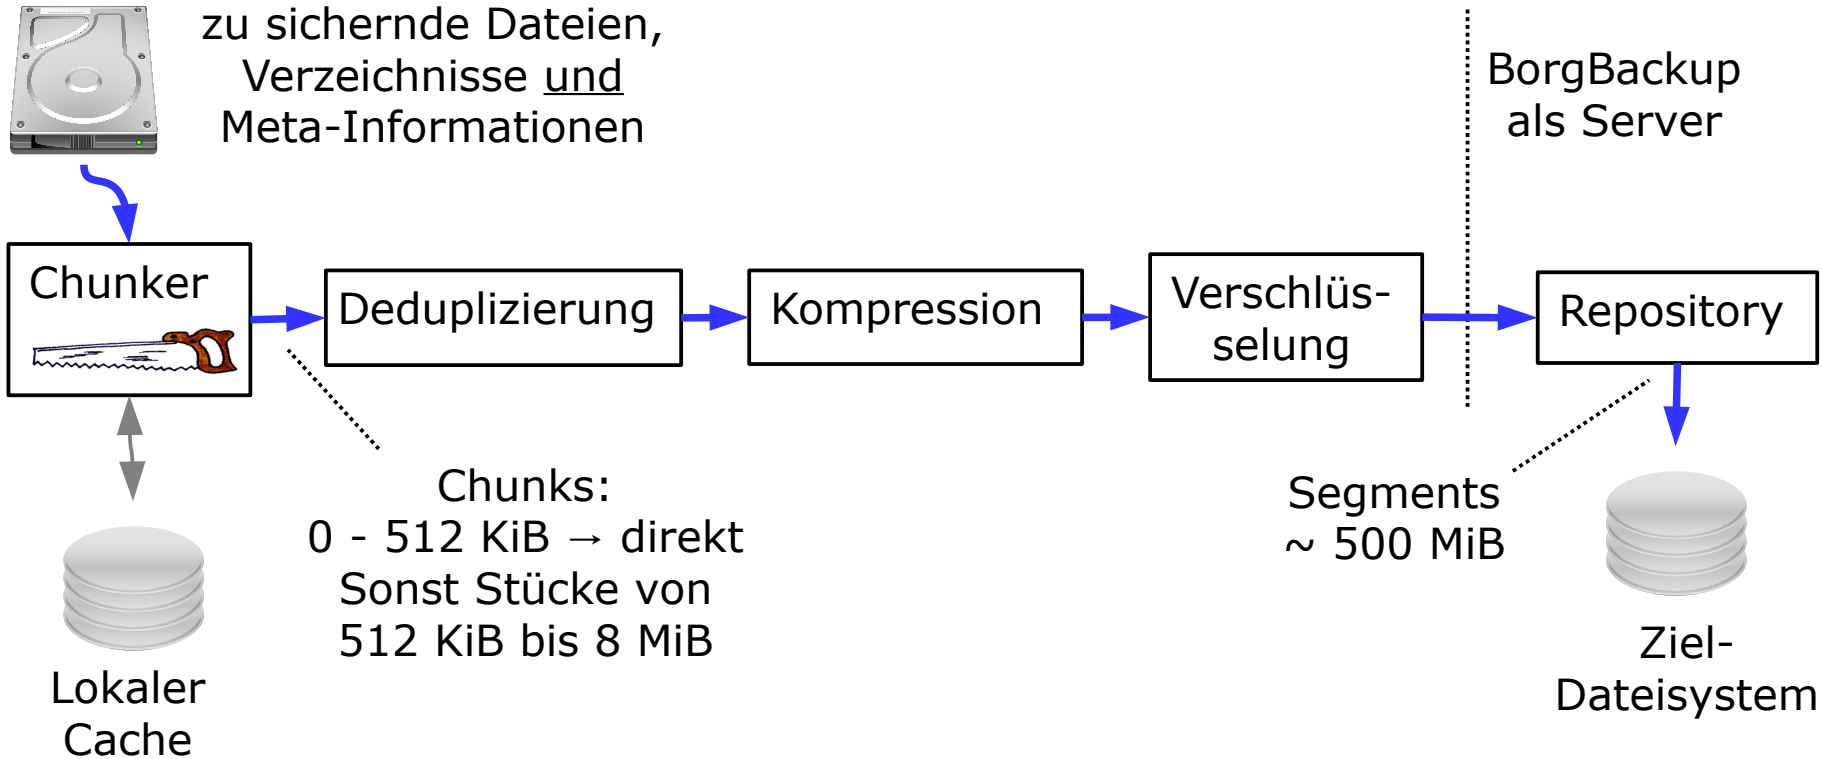 zu sichernde Dateien,
Verzeichnisse und
Meta-Informationen
BorgBackup
als Server
Chunker
Deduplizierung
Kompression
Verschlüs-
selung
Repository
Chunks:
0 - 512 KiB → direkt
Sonst Stücke von
512 KiB bis 8 MiB
Segments
~ 500 MiB
Lokaler
Cache
Ziel-
Dateisystem